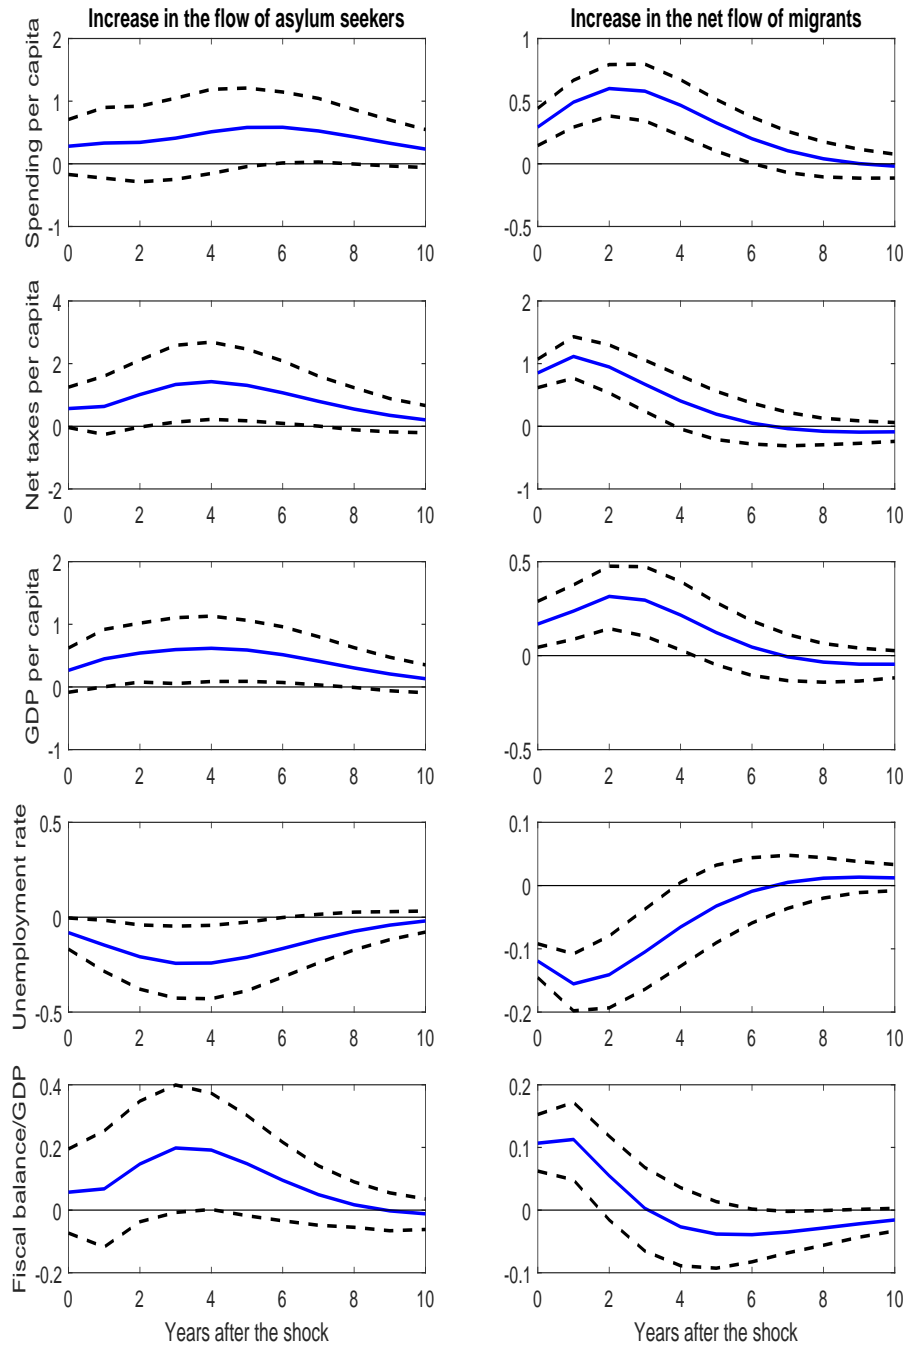 Increase in the flow of asylum seekers
Increase in the net flow of migrants
Spending per capita
2
1
0
-1
0 2 4 6 8 10
1
0.5
0
-0.5
0 2 4 6 8 10
Net taxes per capita
4
2
0
-2
0 2 4 6 8 10
2
1
0
-1
0 2 4 6 8 10
GDP per capita
2
1
0
-1
0 2 4 6 8 10
0.5
0
-0.5
0 2 4 6 8 10
Unemployment rate
0.5
0
-0.5
0 2 4 6 8 10
0.1
0
-0.1
-0.2
0 2 4 6 8 10
Fiscal balance/GDP
0.4
0.2
0
-0.2
0 2 4 6 8 10
Years after the shock
0.2
0.1
0
-0.1
0 2 4 6 8 10
Years after the shock